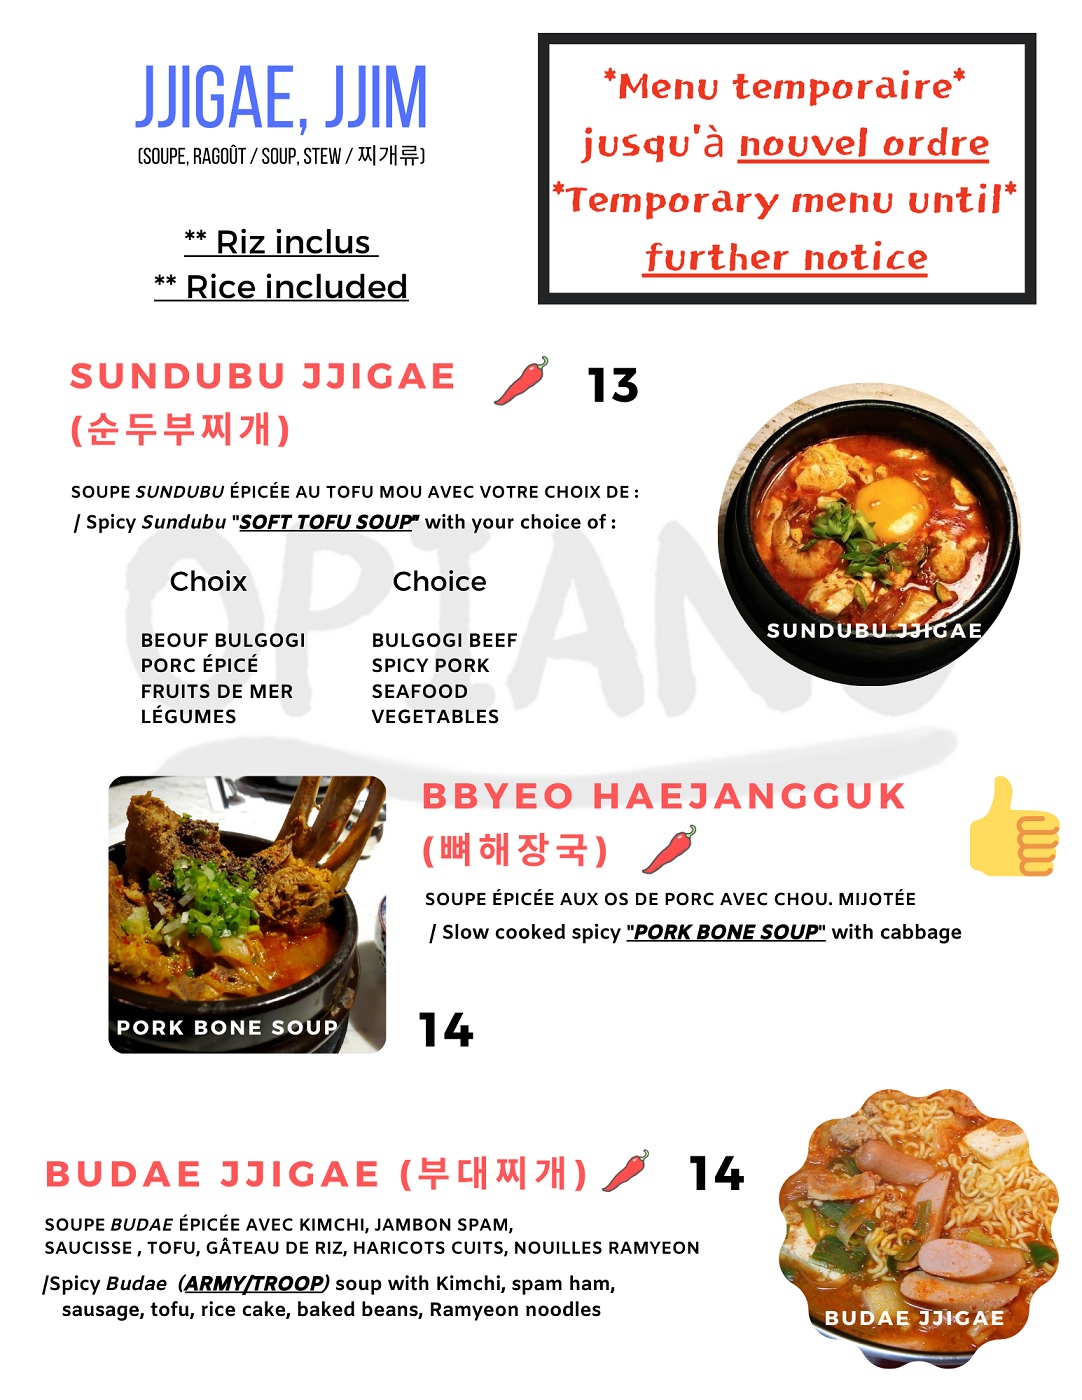 JJIGAE, JJIM
(SOUPE, RAGOÛT / SOUP, STEW / 찌개류)
** Riz inclus
** Rice included
*Menu temporaire*
jusqu'à nouvel ordre
*Temporary menu until*
further notice
SUNDUBU JJIGAE 13
(순두부찌개)
SOUPE SUNDUBU ÉPICÉE AU TOFU MOU AVEC VOTRE CHOIX DE :
/ Spicy Sundubu "SOFT TOFU SOUP" with your choice of :
Choix Choice
BEOUF BULGOGI BULGOGI BEEF
PORC ÉPICÉ SPICY PORK
FRUITS DE MER SEAFOOD
LÉGUMES VEGETABLES
SUNDUBU JJIGAE
OPIANO
BBYEO HAEJANGGUK
(뼈해장국)
SOUPE ÉPICÉE AUX OS DE PORC AVEC CHOU. MIJOTÉE
/ Slow cooked spicy "PORK BONE SOUP" with cabbage
PORK BONE SOUP
14
BUDAE JJIGAE (부대찌개) 14
SOUPE BUDAE ÉPICÉE AVEC KIMCHI, JAMBON SPAM,
SAUCISSE , TOFU, GÂTEAU DE RIZ, HARICOTS CUITS, NOUILLES RAMYEON
/Spicy Budae (ARMY/TROOP) soup with Kimchi, spam ham,
sausage, tofu, rice cake, baked beans, Ramyeon noodles
BUDAE JJIGAE